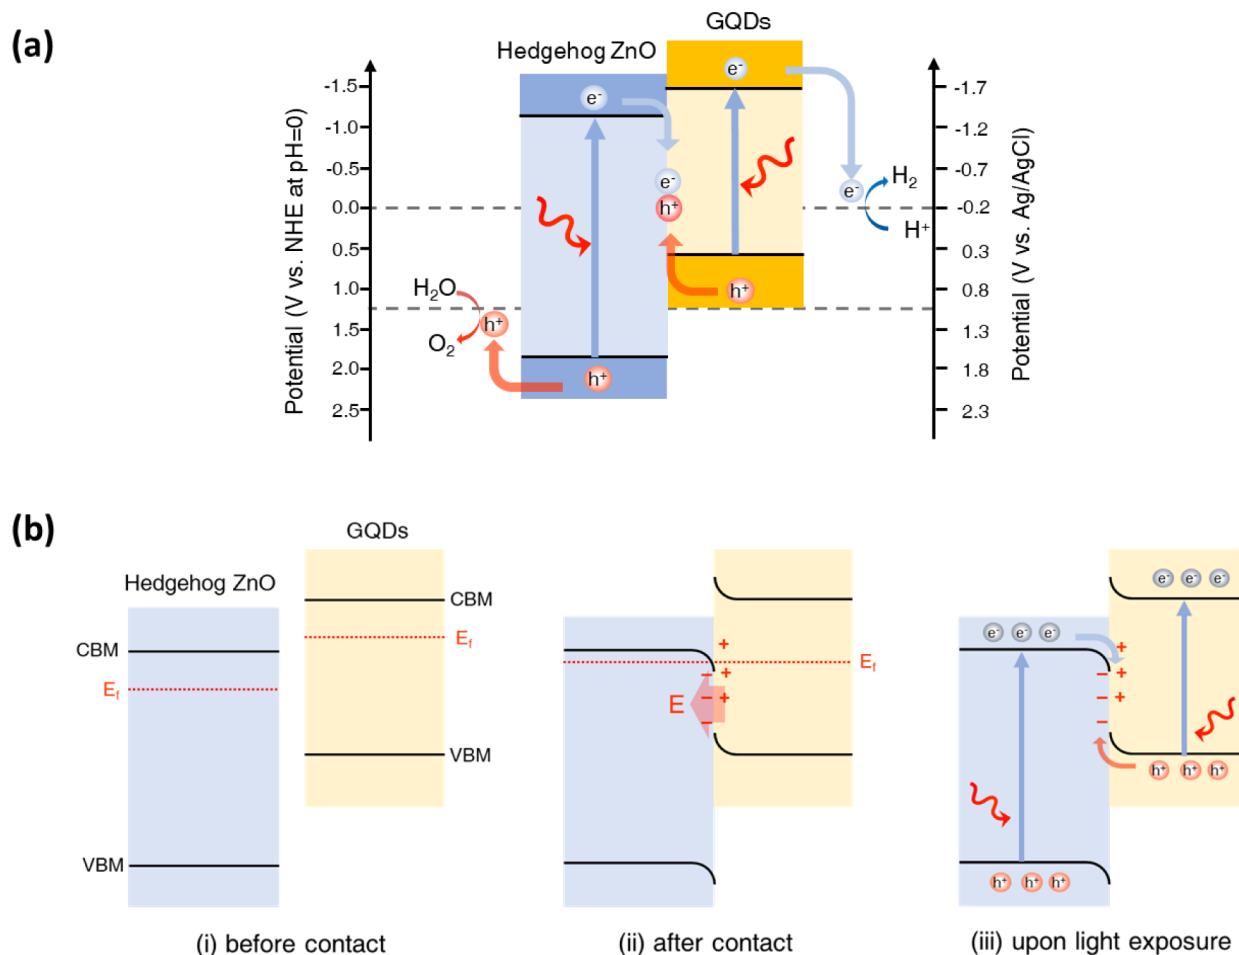 (a)
GQDs
Hedgehog ZnO
Potential (V vs. NHE at pH=0)
-1.5
-1.0
-0.5
0.0
0.5
1.0
1.5
2.0
2.5
e-
e-
e-
h+
h+
h+
h+
e-
H2
H+
H2O
O2
-1.7
-1.2
-0.7
-0.2
0.3
0.8
1.3
1.8
2.3
Potential (V vs. Ag/AgCl)
(b)
GQDs
Hedgehog ZnO
CBM
Ef
VBM
CBM
Ef
VBM
(i) before contact
+
+
+
−
−
−
E
Ef
(ii) after contact
e- e- e-
e- e- e-
+
+
+
−
−
−
h+ h+ h+
h+ h+ h+
(iii) upon light exposure